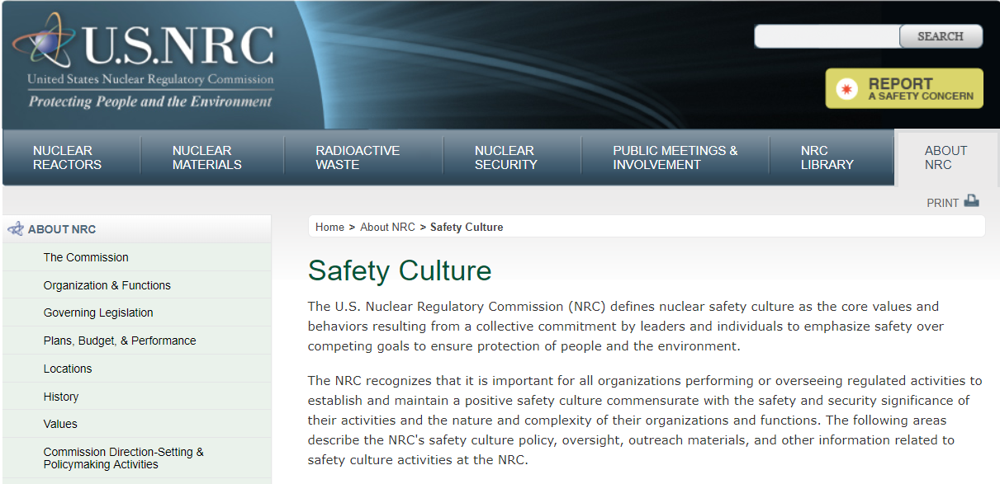 U.S.NRC
United States Nuclear Regulatory Commission
Protecting People and the Environment
SEARCH
REPORT
A SAFETY CONCERN
NUCLEAR
REACTORS
NUCLEAR
MATERIALS
RADIOACTIVE
WASTE
NUCLEAR
SECURITY
PUBLIC MEETINGS &
INVOLVEMENT
NRC
LIBRARY
ABOUT
NRC
PRINT
ABOUT NRC
The Commission
Organization & Functions
Governing Legislation
Plans, Budget, & Performance
Locations
History
Values
Commission Direction-Setting &
Policymaking Activities
Home > About NRC > Safety Culture
Safety Culture
The U.S. Nuclear Regulatory Commission (NRC) defines nuclear safety culture as the core values and
behaviors resulting from a collective commitment by leaders and individuals to emphasize safety over
competing goals to ensure protection of people and the environment.
The NRC recognizes that it is important for all organizations performing or overseeing regulated activities to
establish and maintain a positive safety culture commensurate with the safety and security significance of
their activities and the nature and complexity of their organizations and functions. The following areas
describe the NRC's safety culture policy, oversight, outreach materials, and other information related to
safety culture activities at the NRC.